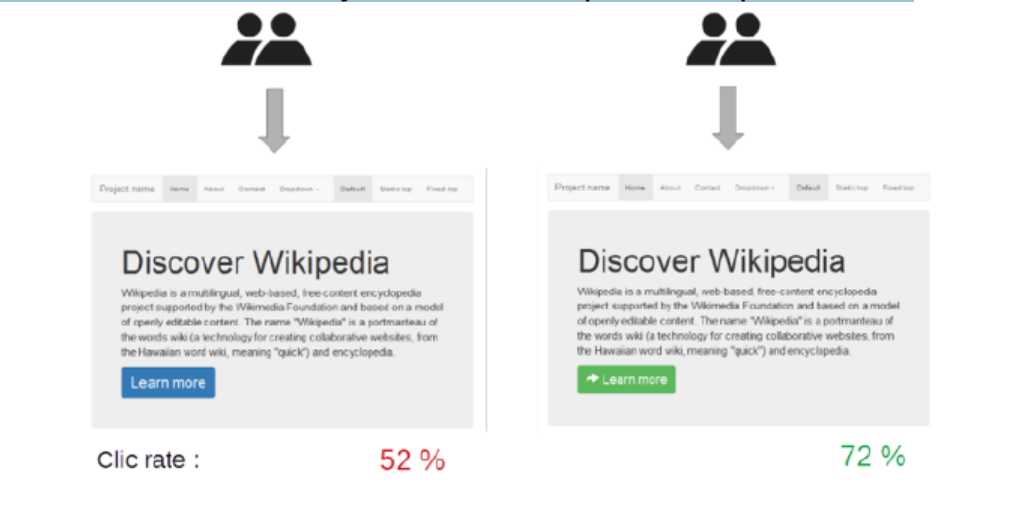 Project name Home About Contact Dropdown Default Static top Fixed top
Discover Wikipedia
Wikipedia is a multilingual, web-based, free-content encyclopedia
project supported by the Wikimedia Foundation and based on a model
of openly editable content. The name "Wikipedia" is a portmanteau of
the words wiki (a technology for creating collaborative websites, from
the Hawaiian word wiki, meaning "quick") and encyclopedia.
Learn more
Clic rate : 52 %
Project name Home About Contact Dropdown Default Static top Fixed top
Discover Wikipedia
Wikipedia is a multilingual, web-based, free-content encyclopedia
project supported by the Wikimedia Foundation and based on a model
of openly editable content. The name "Wikipedia" is a portmanteau of
the words wiki (a technology for creating collaborative websites, from
the Hawaiian word wiki, meaning "quick") and encyclopedia.
Learn more
72 %